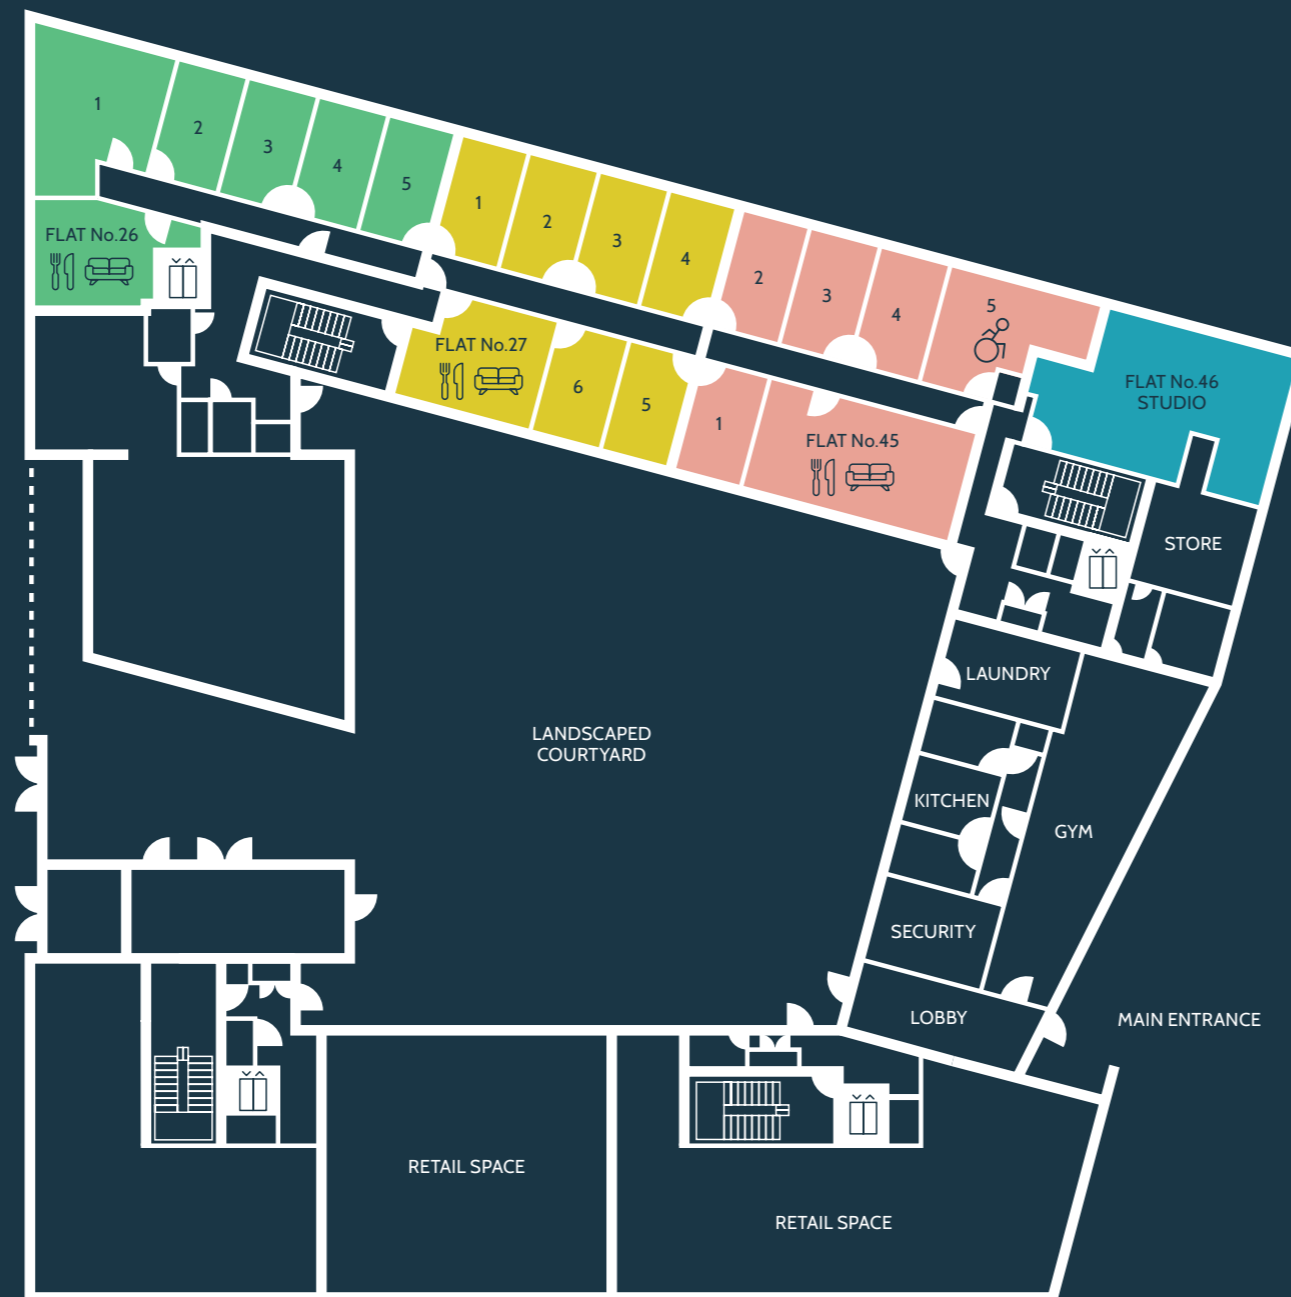 1
2
3
4
5
FLAT No.26
1
2
3
4
FLAT No.27
6
5
2
3
4
5
1
FLAT No.45
FLAT No.46
STUDIO
STORE
LAUNDRY
LANDSCAPED
COURTYARD
KITCHEN
GYM
SECURITY
LOBBY
MAIN ENTRANCE
RETAIL SPACE
RETAIL SPACE